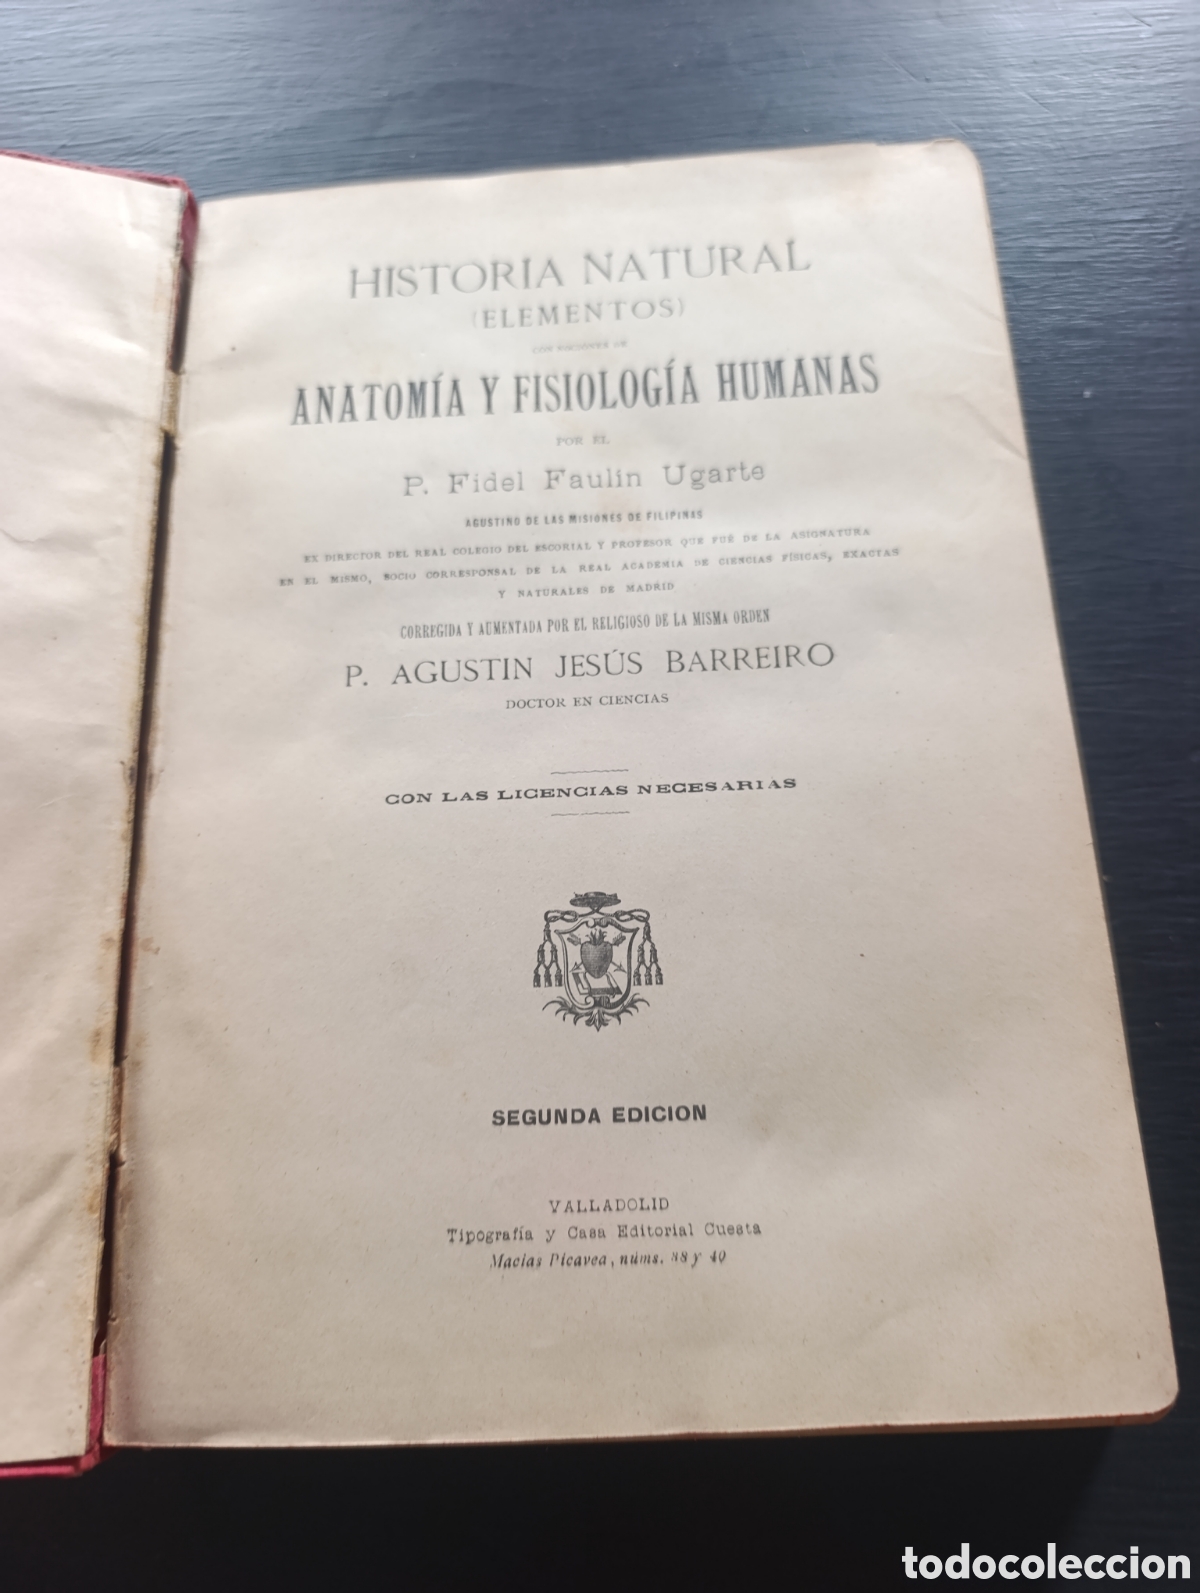 HISTORIA NATURAL
(ELEMENTOS)
CON NOCIONES DE
ANATOMÍA Y FISIOLOGÍA HUMANAS
POR EL
P. Fidel Faulín Ugarte
AGUSTINO DE LAS MISIONES DE FILIPINAS
EX DIRECTOR DEL REAL COLEGIO DEL ESCORIAL Y PROFESOR QUE FUÉ DE LA ASIGNATURA
EN EL MISMO, SOCIO CORRESPONSAL DE LA REAL ACADEMIA DE CIENCIAS FÍSICAS, EXACTAS
Y NATURALES DE MADRID
CORREGIDA Y AUMENTADA POR EL RELIGIOSO DE LA MISMA ORDEN
P. AGUSTIN JESÚS BARREIRO
DOCTOR EN CIENCIAS
CON LAS LICENCIAS NECESARIAS
SEGUNDA EDICION
VALLADOLID
Tipografía y Casa Editorial Cuesta
Macías Picavea, núms. 38 y 40
todocoleccion